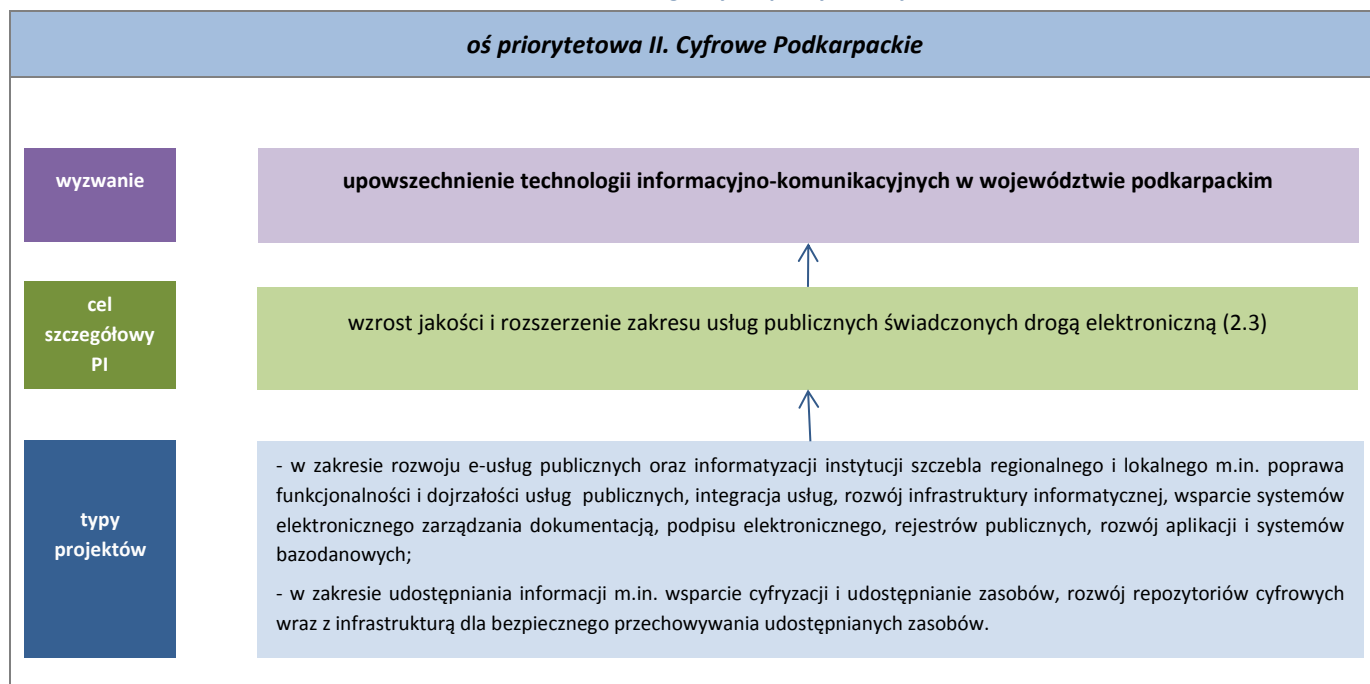 oś priorytetowa II. Cyfrowe Podkarpackie
wyzwanie
upowszechnienie technologii informacyjno-komunikacyjnych w województwie podkarpackim
cel
szczegółowy
PI
wzrost jakości i rozszerzenie zakresu usług publicznych świadczonych drogą elektroniczną (2.3)
typy
projektów
- w zakresie rozwoju e-usług publicznych oraz informatyzacji instytucji szczebla regionalnego i lokalnego m.in. poprawa
funkcjonalności i dojrzałości usług publicznych, integracja usług, rozwój infrastruktury informatycznej, wsparcie systemów
elektronicznego zarządzania dokumentacją, podpisu elektronicznego, rejestrów publicznych, rozwój aplikacji i systemów
bazodanowych;
- w zakresie udostępniania informacji m.in. wsparcie cyfryzacji i udostępnianie zasobów, rozwój repozytoriów cyfrowych
wraz z infrastrukturą dla bezpiecznego przechowywania udostępnianych zasobów.